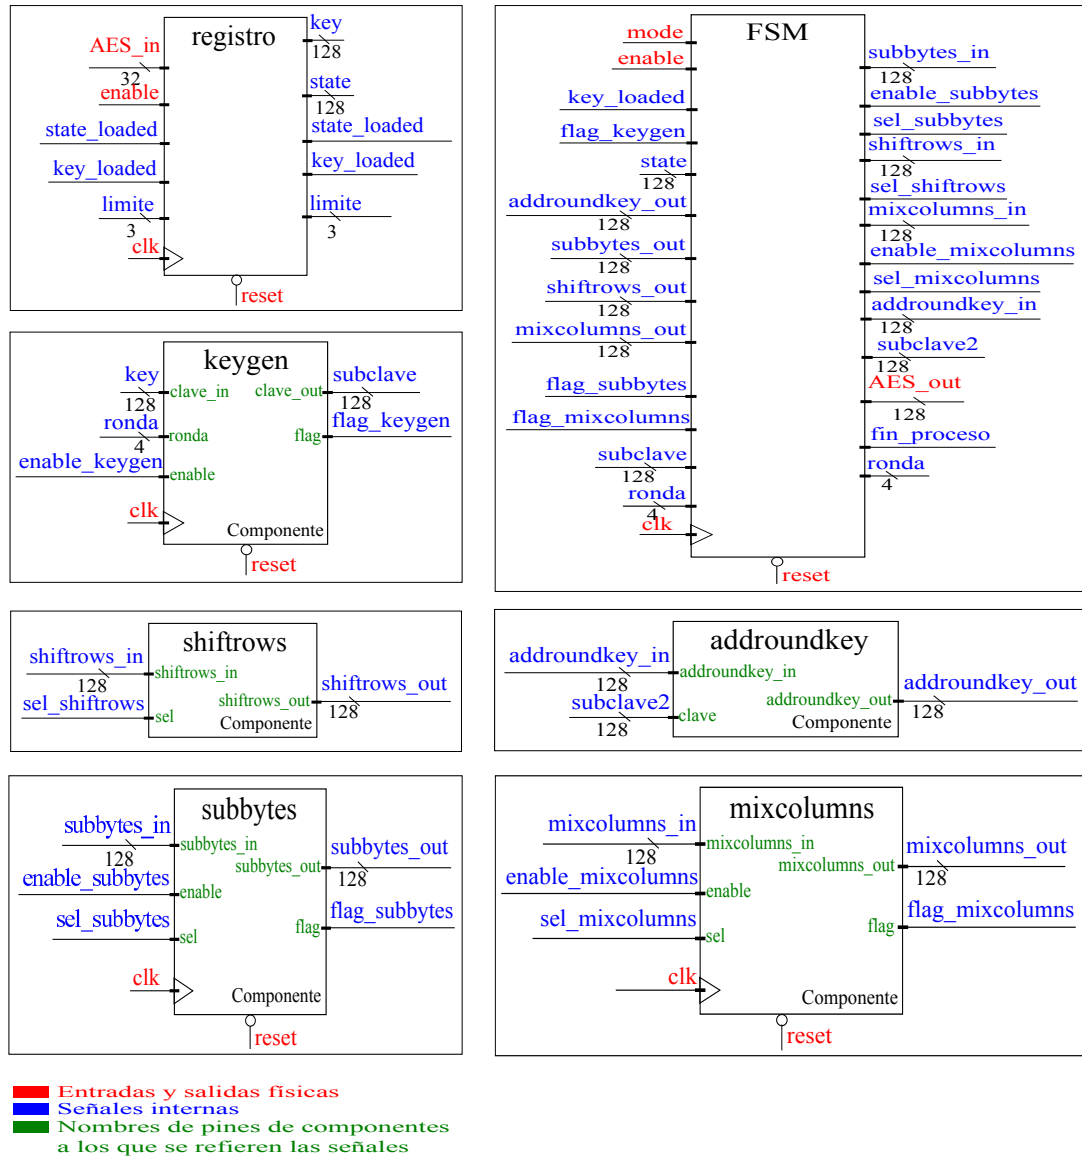 registro
AES_in
32
enable
state_loaded
key_loaded
limite
3
clk
key
128
state
128
state_loaded
key_loaded
limite
3
reset
FSM
mode
enable
key_loaded
flag_keygen
state
128
addroundkey_out
128
subbytes_out
128
shiftrows_out
128
mixcolumns_out
128
flag_subbytes
flag_mixcolumns
subclave
128
ronda
4
clk
subbytes_in
128
enable_subbytes
sel_subbytes
shiftrows_in
128
sel_shiftrows
mixcolumns_in
128
enable_mixcolumns
sel_mixcolumns
addroundkey_in
128
subclave2
128
AES_out
128
fin_proceso
ronda
4
reset
keygen
key
128
clave_in
ronda
4
ronda
enable_keygen
enable
clk
clave_out
subclave
128
flag
flag_keygen
Componente
reset
shiftrows
shiftrows_in
128
shiftrows_in
sel_shiftrows
sel
shiftrows_out
shiftrows_out
128
Componente
addroundkey
addroundkey_in
128
addroundkey_in
subclave2
128
clave
addroundkey_out
addroundkey_out
128
Componente
subbytes
subbytes_in
128
subbytes_in
enable_subbytes
enable
sel_subbytes
sel
clk
subbytes_out
subbytes_out
128
flag
flag_subbytes
Componente
reset
mixcolumns
mixcolumns_in
128
mixcolumns_in
enable_mixcolumns
enable
sel_mixcolumns
sel
clk
mixcolumns_out
mixcolumns_out
128
flag
flag_mixcolumns
Componente
reset
Entradas y salidas físicas
Señales internas
Nombres de pines de componentes
a los que se refieren las señales